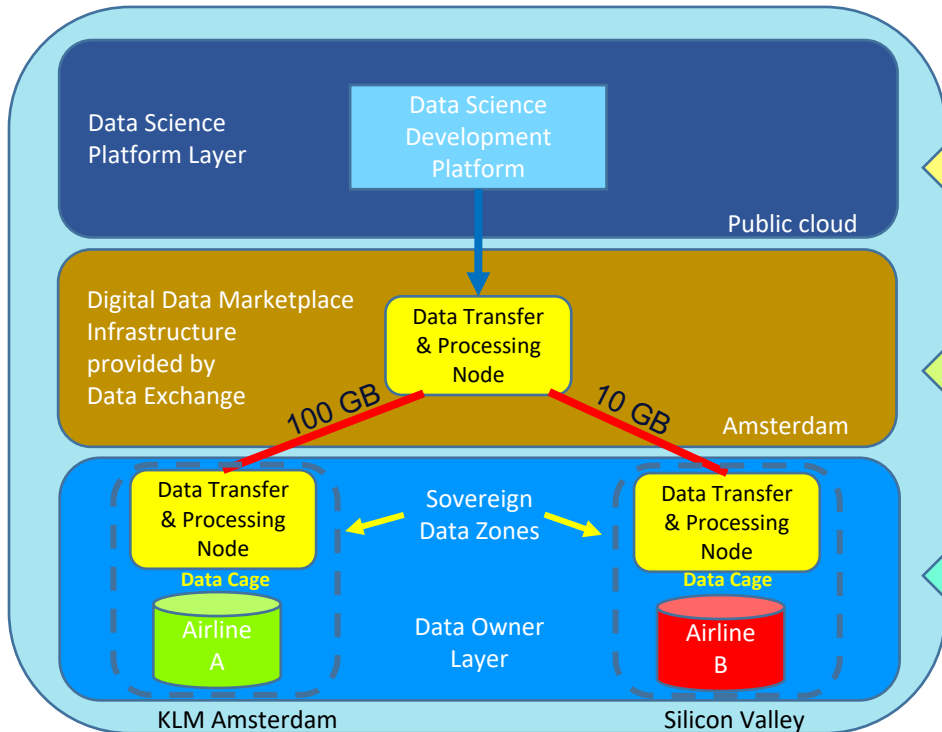 Data Science
Platform Layer
Data Science
Development
Platform
Public cloud
Digital Data Marketplace
Infrastructure
provided by
Data Exchange
Data Transfer
& Processing
Node
100 GB
10 GB
Amsterdam
Data Transfer
& Processing
Node
Data Cage
Airline
A
Sovereign
Data Zones
Data Owner
Layer
Data Transfer
& Processing
Node
Data Cage
Airline
B
KLM Amsterdam
Silicon Valley